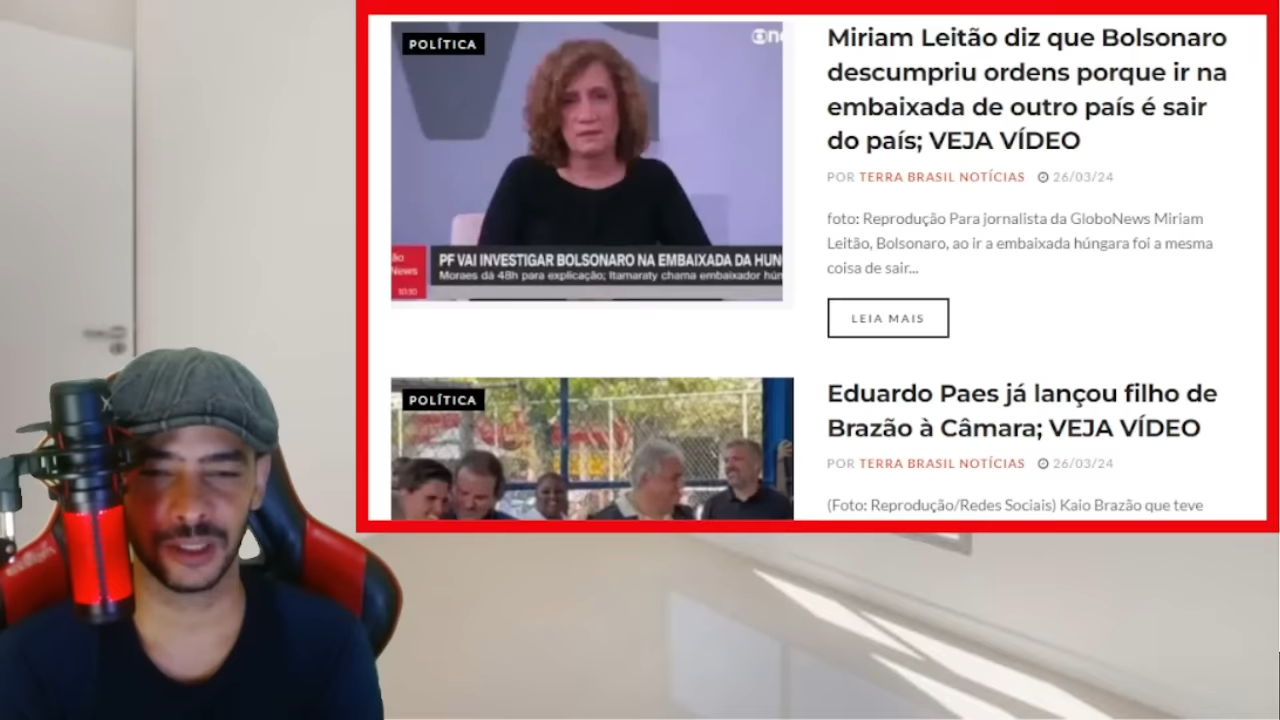 POLÍTICA
Miriam Leitão diz que Bolsonaro
descumpriu ordens porque ir na
embaixada de outro país é sair
do país; VEJA VÍDEO
POR TERRA BRASIL NOTÍCIAS 26/03/24
foto: Reprodução Para jornalista da GloboNews Miriam
Leitão, Bolsonaro, ao ir a embaixada húngara foi a mesma
coisa de sair...
LEIA MAIS
News
PF VAI INVESTIGAR BOLSONARO NA EMBAIXADA DA HUN
Moraes dá 48h para explicação; Itamaraty chama embaixador hún
10:10
POLÍTICA
Eduardo Paes já lançou filho de
Brazão à Câmara; VEJA VÍDEO
POR TERRA BRASIL NOTÍCIAS 26/03/24
(Foto: Reprodução/Redes Sociais) Kaio Brazão que teve